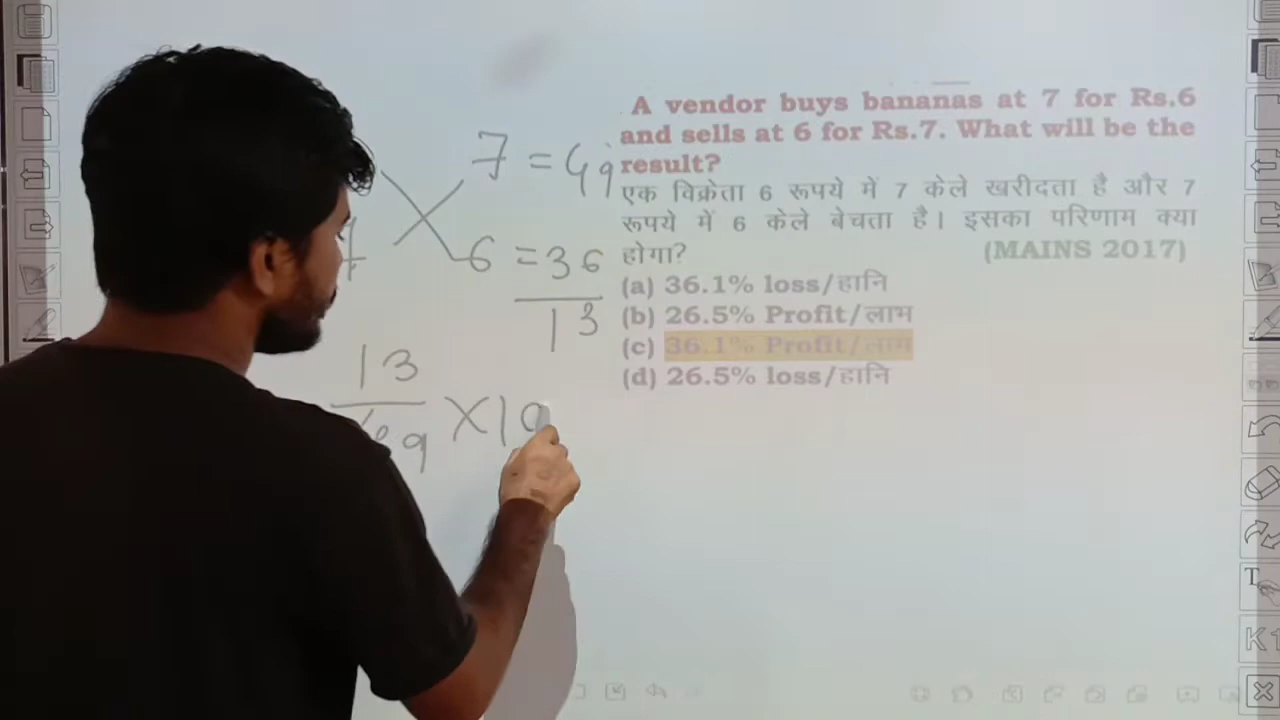 A vendor buys bananas at 7 for Rs.6
and sells at 6 for Rs.7. What will be the
result?
एक विक्रेता 6 रूपये में 7 केले खरीदता है और 7
रूपये में 6 केले बेचता है। इसका परिणाम क्या
होगा?
(MAINS 2017)
(a) 36.1% loss/हानि
(b) 26.5% Profit/लाभ
(c) 36.1% Profit/लाभ
(d) 26.5% loss/हानि
7 = 49
6 = 36
13
13
9 × 10